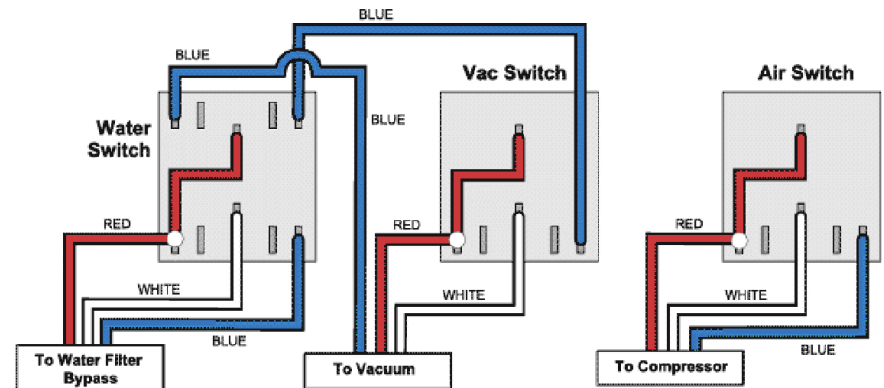 BLUE
BLUE
Vac Switch
Air Switch
Water
Switch
BLUE
RED
RED
RED
WHITE
WHITE
WHITE
BLUE
BLUE
To Water Filter
Bypass
To Vacuum
To Compressor